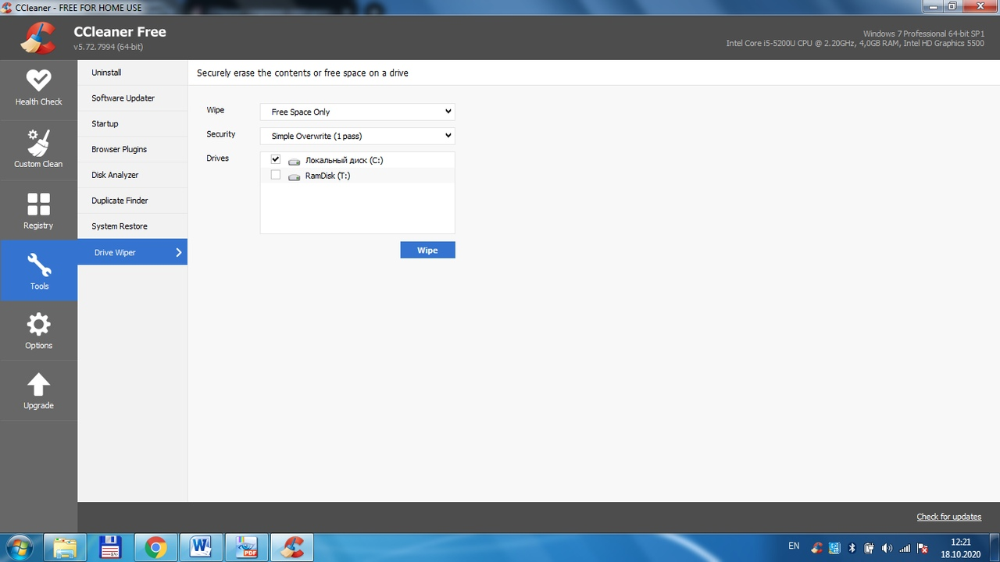 CCleaner - FREE FOR HOME USE
CCleaner Free
v5.72.7994 (64-bit)
Windows 7 Professional 64-bit SP1
Intel Core i5-5200U CPU @ 2.20GHz, 4,0GB RAM, Intel HD Graphics 5500
Health Check
Custom Clean
Registry
Tools
Options
Upgrade
Uninstall
Software Updater
Startup
Browser Plugins
Disk Analyzer
Duplicate Finder
System Restore
Drive Wiper
Securely erase the contents or free space on a drive
Wipe
Free Space Only
Security
Simple Overwrite (1 pass)
Drives
Локальный диск (C:)
RamDisk (T:)
Wipe
Check for updates
64
W
PDF
EN
12:21
18.10.2020